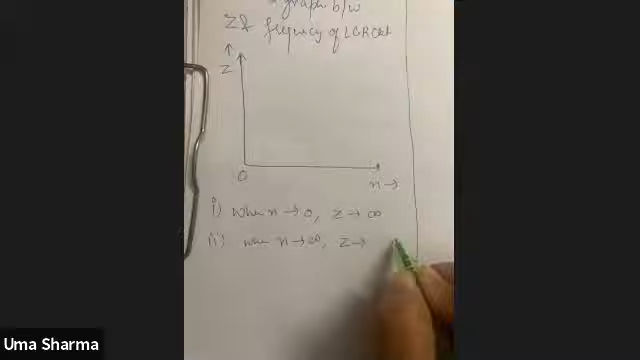 a graph b/w
Z & frequency of LCR Ckt
Z
0
n →
i) when n → 0, Z → ∞
ii) when n → ∞, Z →
Uma Sharma